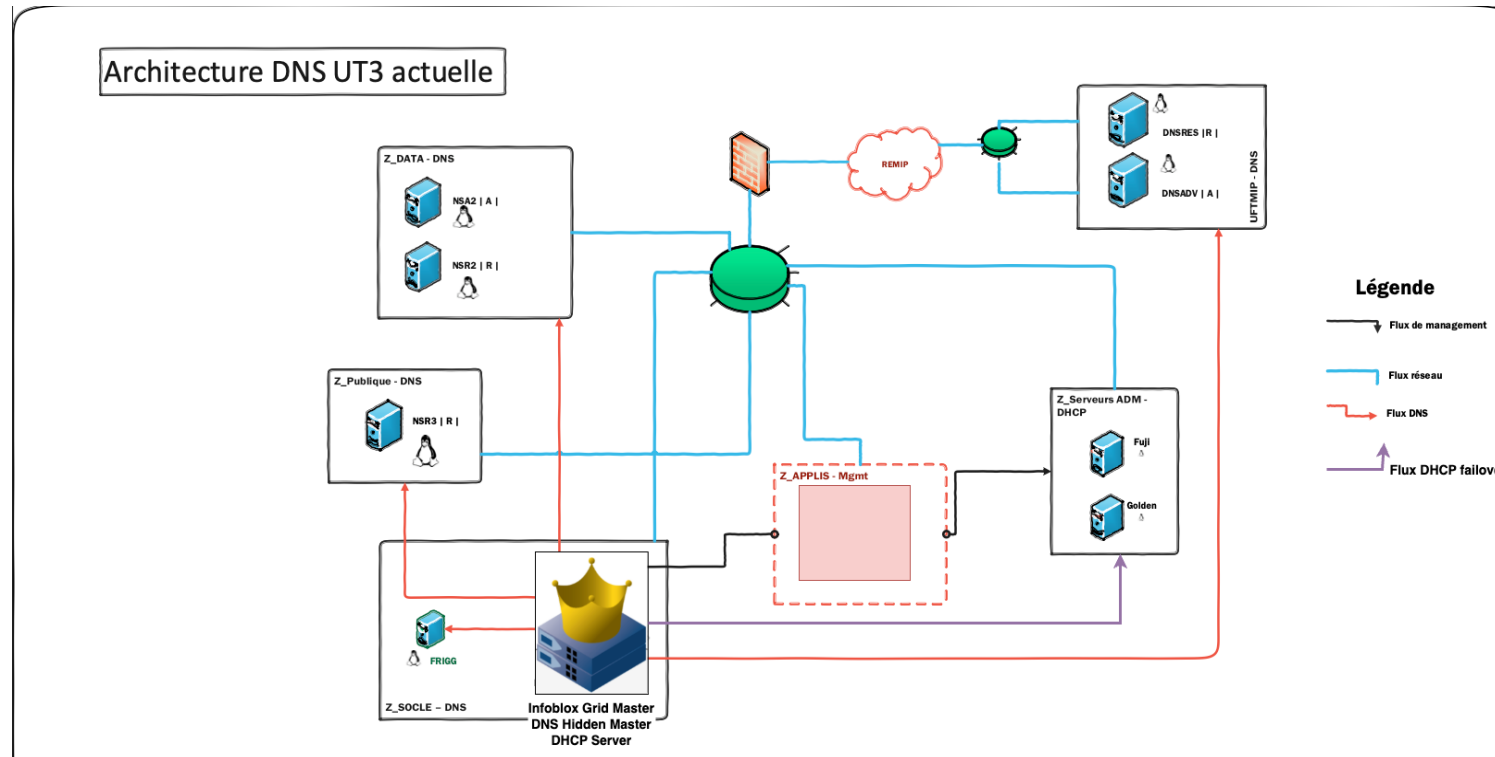 Architecture DNS UT3 actuelle
Z_DATA - DNS
NSA2 | A |
NSR2 | R |
REMIP
DNSRES |R |
DNSADV | A |
UFTMIP - DNS
Légende
Flux de management
Flux réseau
Flux DNS
Flux DHCP failove
Z_Publique - DNS
NSR3 | R |
Z_Serveurs ADM -
DHCP
Fuji
Golden
Z_APPLIS - Mgmt
FRIGG
Z_SOCLE – DNS
Infoblox Grid Master
DNS Hidden Master
DHCP Server